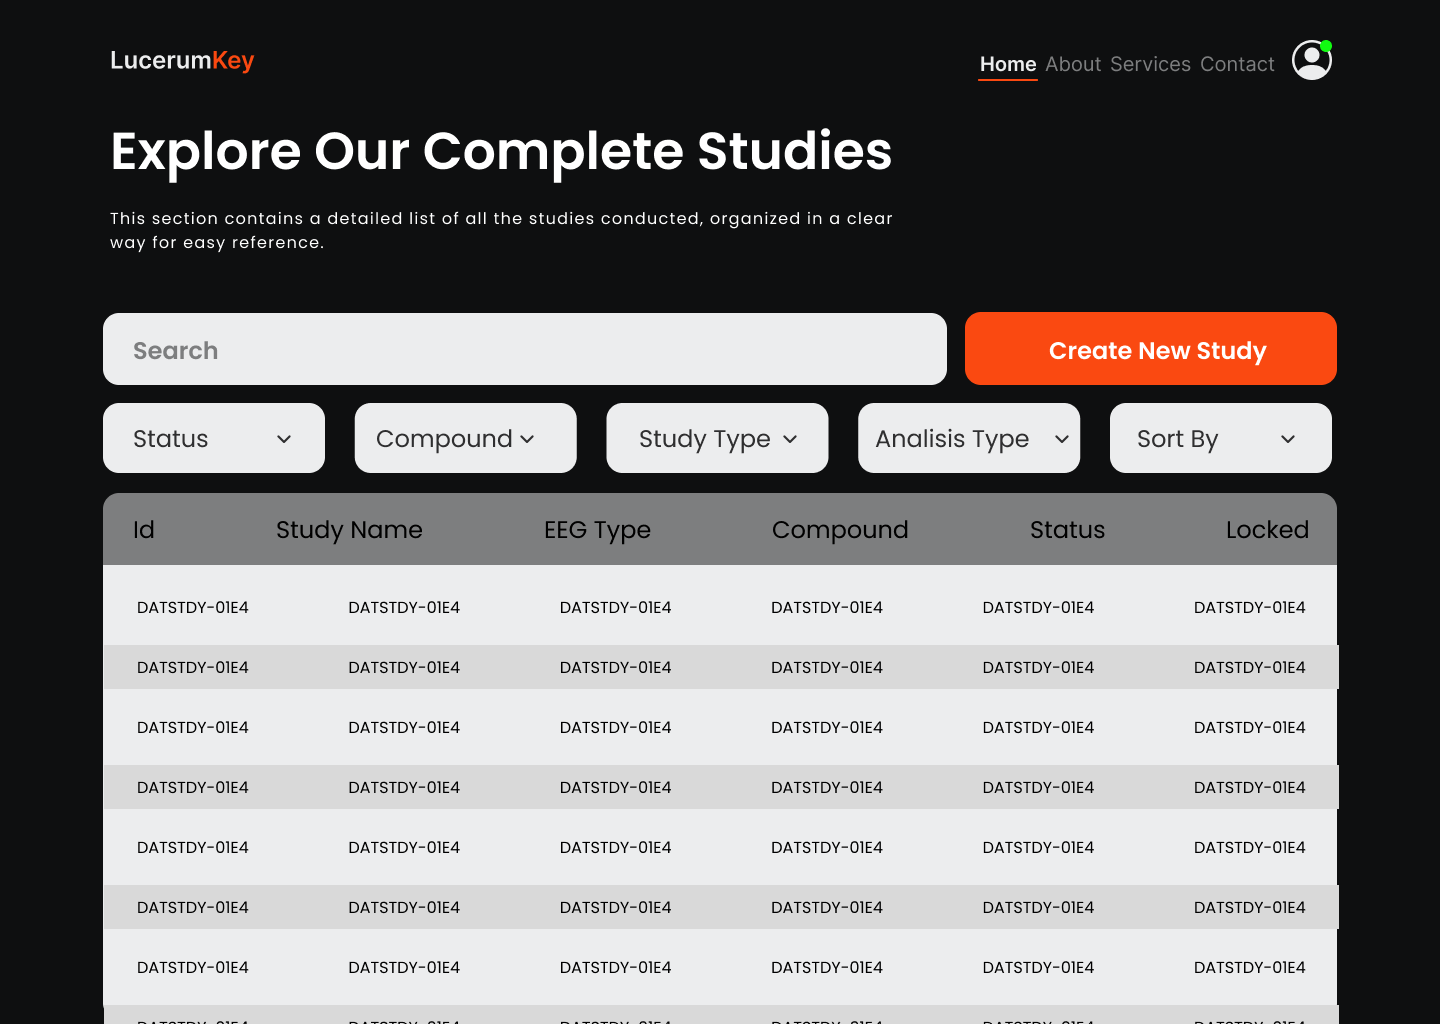 LucerumKey
Home About Services Contact
Explore Our Complete Studies
This section contains a detailed list of all the studies conducted, organized in a clear
way for easy reference.
Search
Create New Study
Status
Compound
Study Type
Analisis Type
Sort By
Id Study Name EEG Type Compound Status Locked
DATSTDY-01E4 DATSTDY-01E4 DATSTDY-01E4 DATSTDY-01E4 DATSTDY-01E4 DATSTDY-01E4
DATSTDY-01E4 DATSTDY-01E4 DATSTDY-01E4 DATSTDY-01E4 DATSTDY-01E4 DATSTDY-01E4
DATSTDY-01E4 DATSTDY-01E4 DATSTDY-01E4 DATSTDY-01E4 DATSTDY-01E4 DATSTDY-01E4
DATSTDY-01E4 DATSTDY-01E4 DATSTDY-01E4 DATSTDY-01E4 DATSTDY-01E4 DATSTDY-01E4
DATSTDY-01E4 DATSTDY-01E4 DATSTDY-01E4 DATSTDY-01E4 DATSTDY-01E4 DATSTDY-01E4
DATSTDY-01E4 DATSTDY-01E4 DATSTDY-01E4 DATSTDY-01E4 DATSTDY-01E4 DATSTDY-01E4
DATSTDY-01E4 DATSTDY-01E4 DATSTDY-01E4 DATSTDY-01E4 DATSTDY-01E4 DATSTDY-01E4